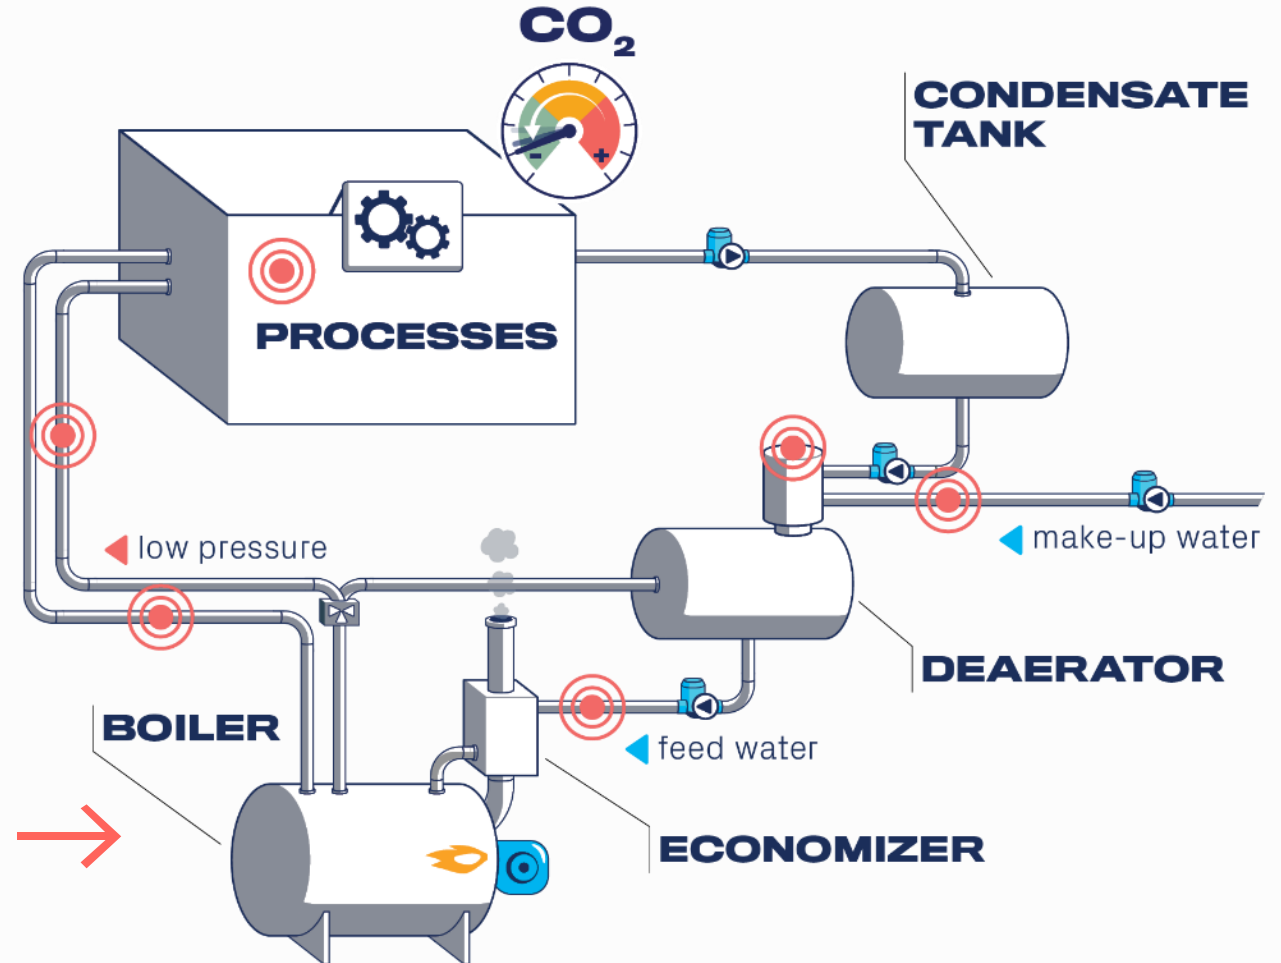 CO₂
- +
CONDENSATE
TANK
PROCESSES
low pressure
make-up water
DEAERATOR
BOILER
feed water
ECONOMIZER